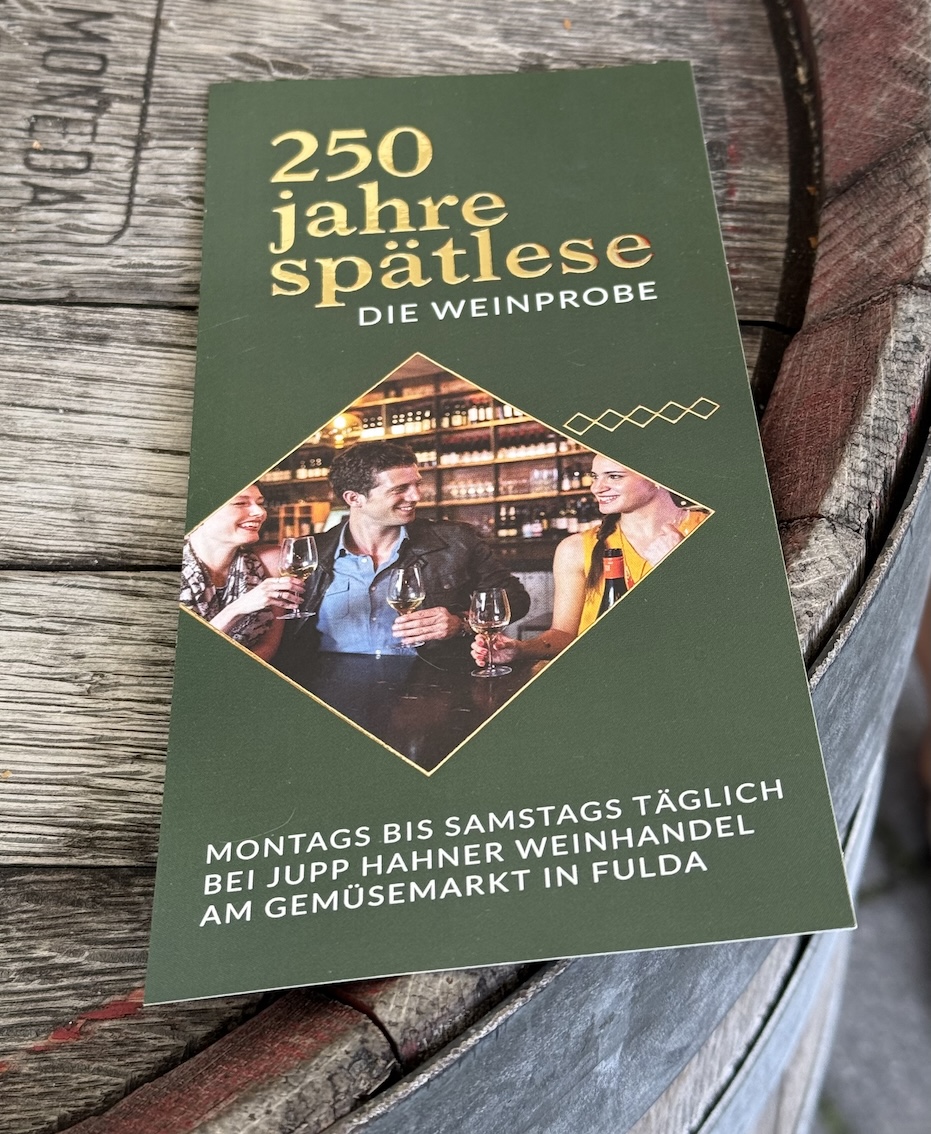 MONEDA
250
jahre
spätlese
DIE WEINPROBE
MONTAGS BIS SAMSTAGS TÄGLICH
BEI JUPP HAHNER WEINHANDEL
AM GEMÜSEMARKT IN FULDA